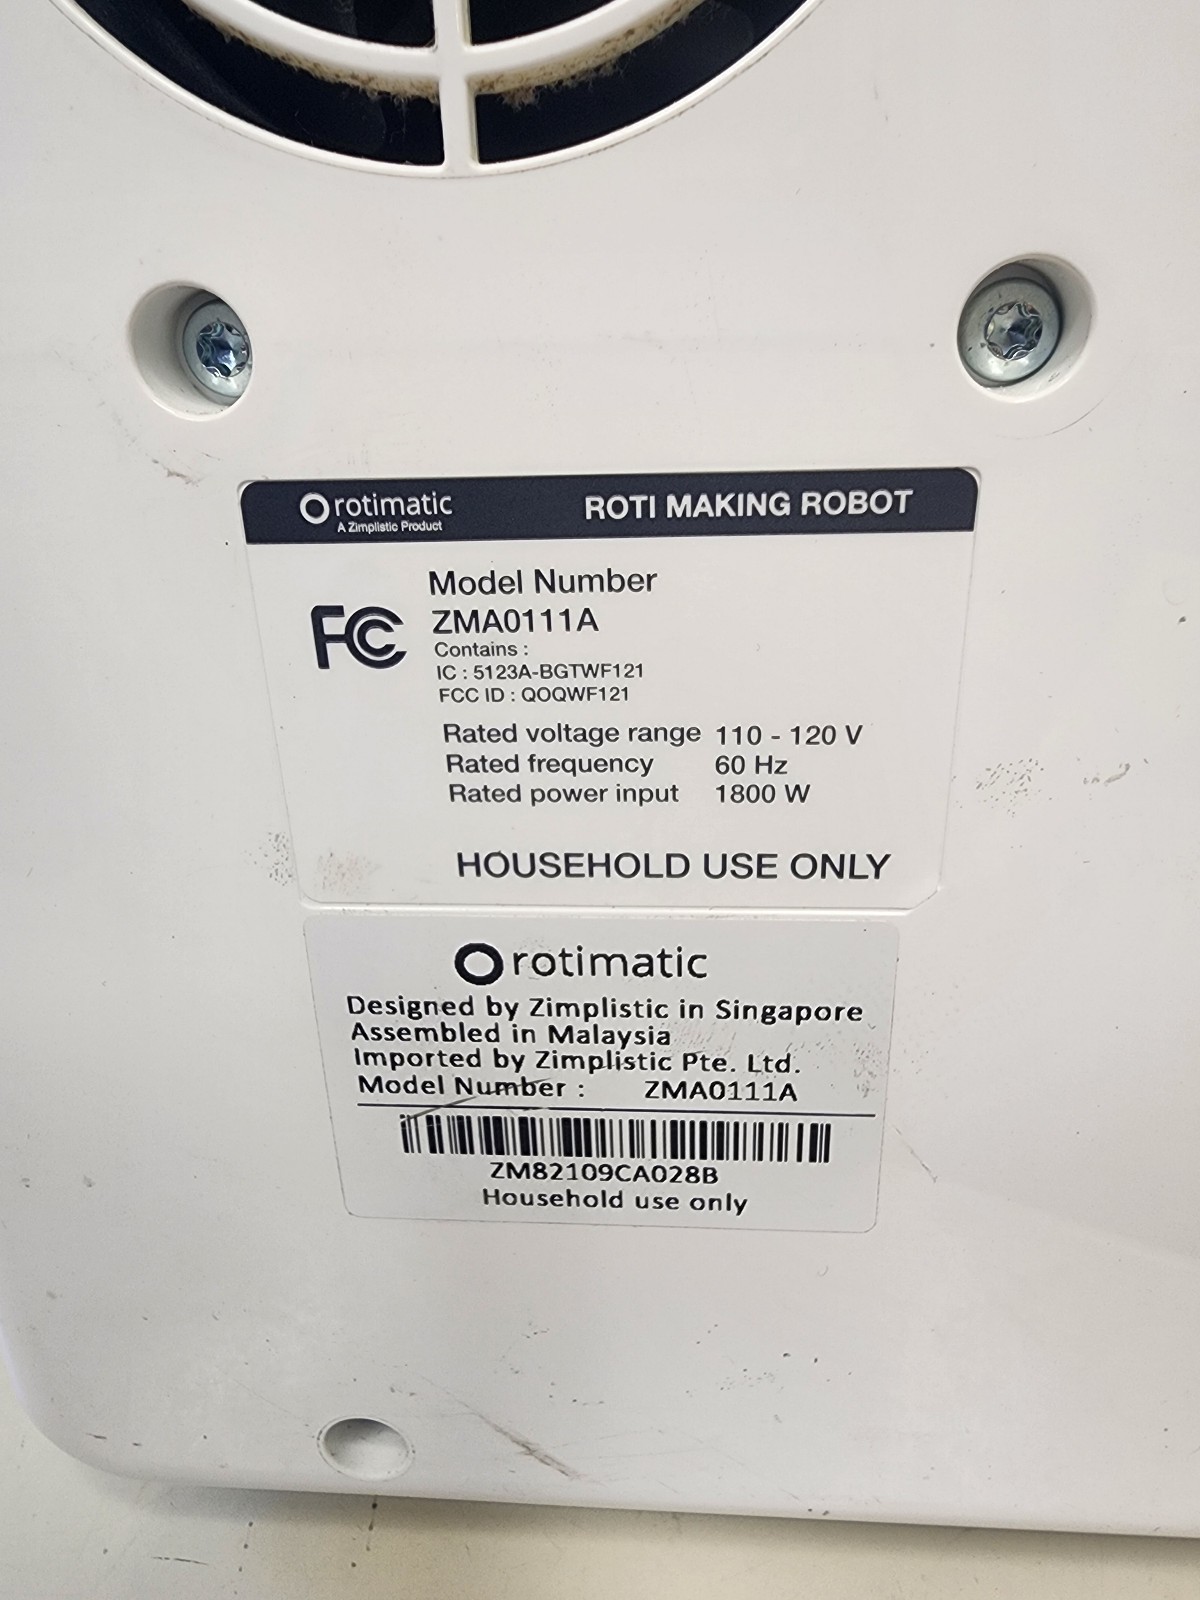 rotimatic
A Zimplistic Product
ROTI MAKING ROBOT
FC
Model Number
ZMA0111A
Contains :
IC : 5123A-BGTWF121
FCC ID : QOQWF121
Rated voltage range 110 - 120 V
Rated frequency 60 Hz
Rated power input 1800 W
HOUSEHOLD USE ONLY
rotimatic
Designed by Zimplistic in Singapore
Assembled in Malaysia
Imported by Zimplistic Pte. Ltd.
Model Number : ZMA0111A
ZM82109CA028B
Household use only